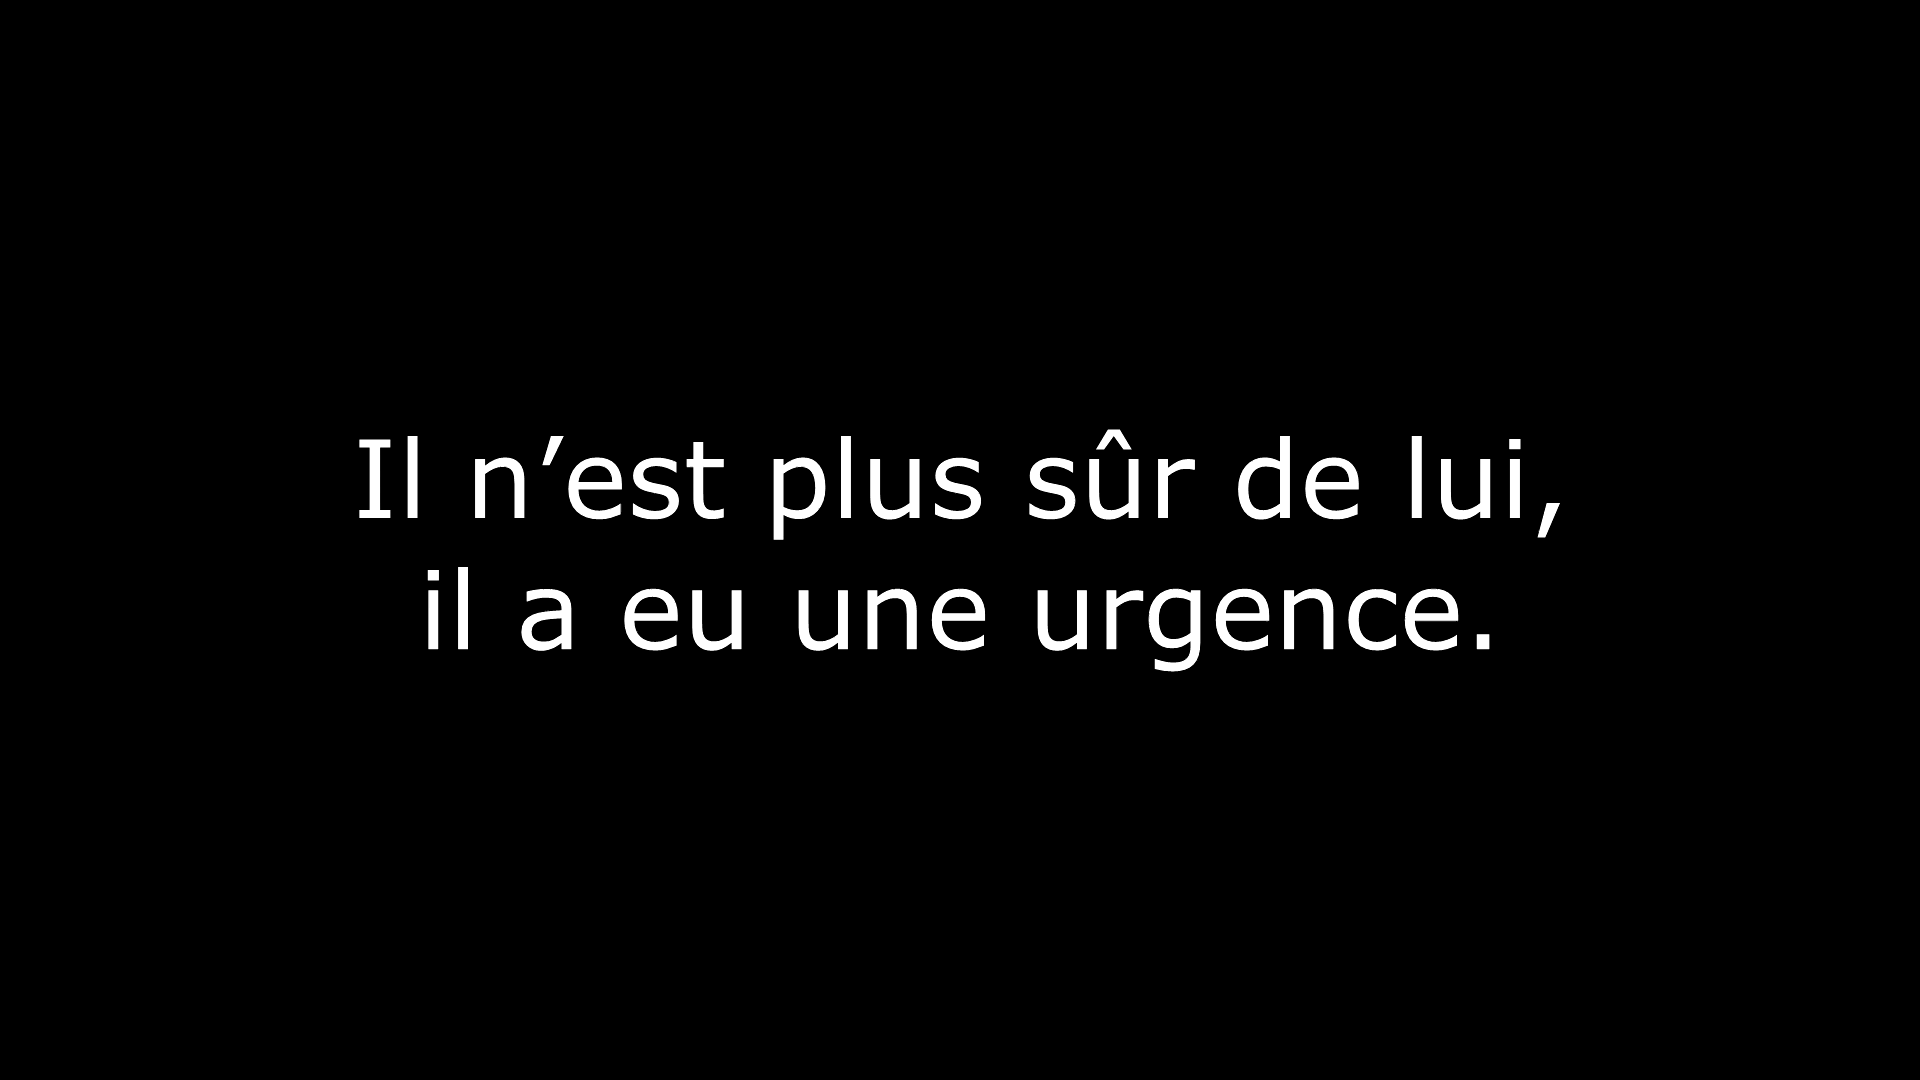 Il n’est plus sûr de lui,
il a eu une urgence.